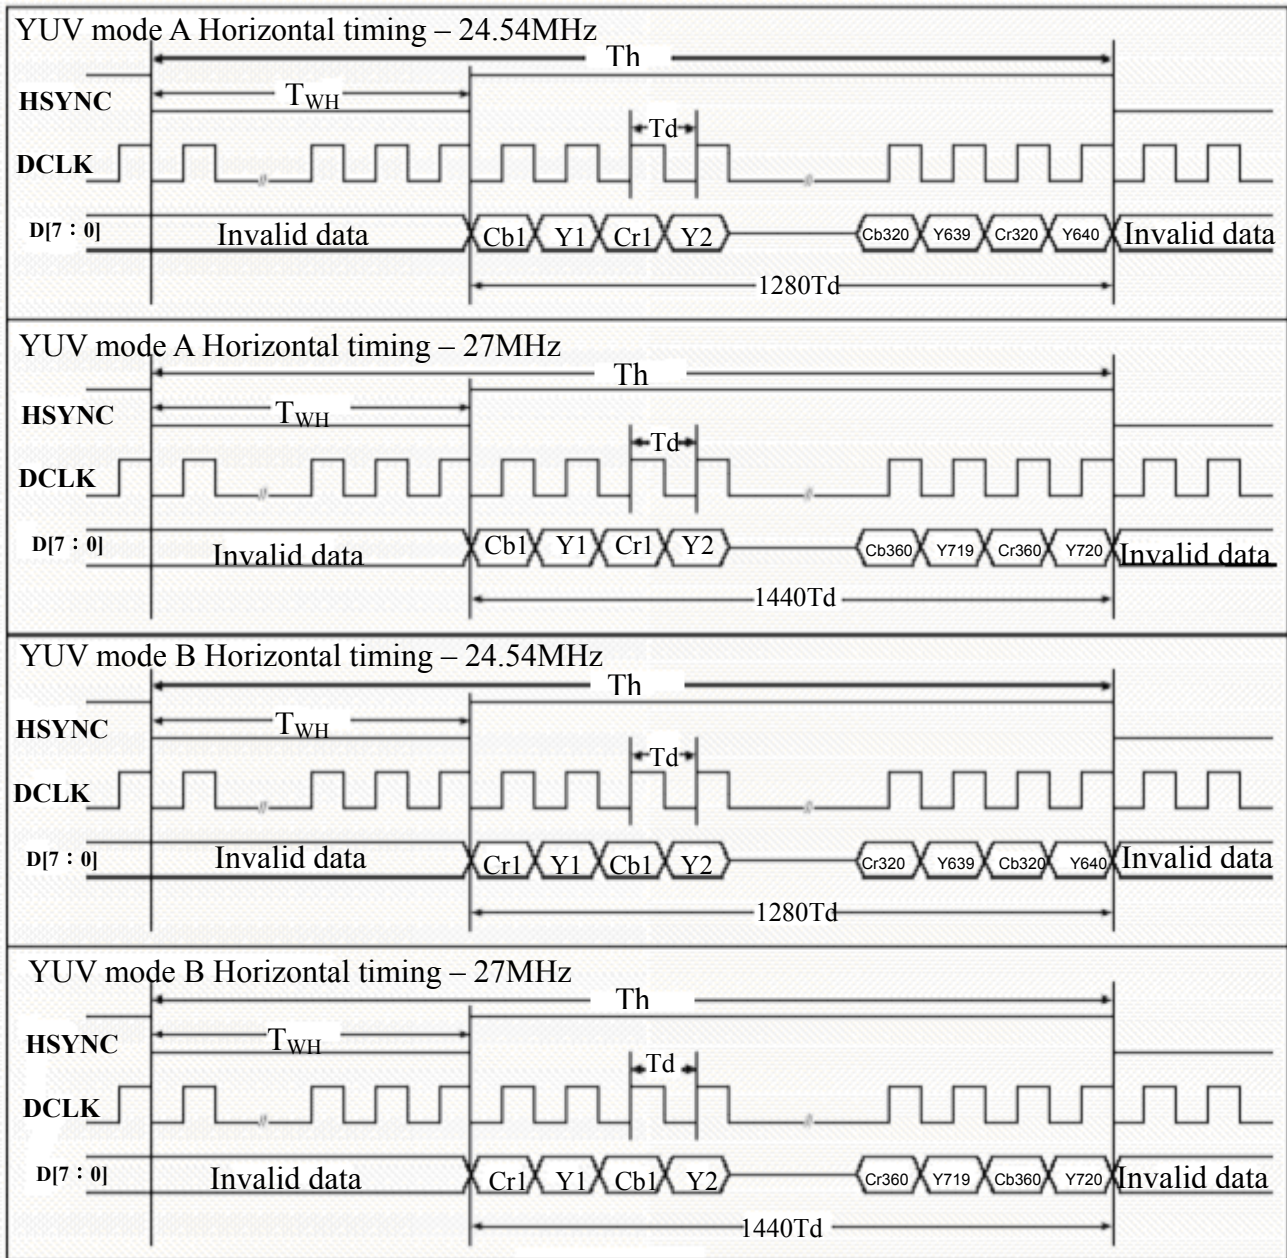 YUV mode A Horizontal timing – 24.54MHz
Th
HSYNC
TWH
Td
DCLK
D[7：0]
Invalid data Cb1 Y1 Cr1 Y2 Cb320 Y639 Cr320 Y640 Invalid data
1280Td
YUV mode A Horizontal timing – 27MHz
Th
HSYNC
TWH
Td
DCLK
D[7：0]
Invalid data Cb1 Y1 Cr1 Y2 Cb360 Y719 Cr360 Y720 Invalid data
1440Td
YUV mode B Horizontal timing – 24.54MHz
Th
HSYNC
TWH
Td
DCLK
D[7：0]
Invalid data Cr1 Y1 Cb1 Y2 Cr320 Y639 Cb320 Y640 Invalid data
1280Td
YUV mode B Horizontal timing – 27MHz
Th
HSYNC
TWH
Td
DCLK
D[7：0]
Invalid data Cr1 Y1 Cb1 Y2 Cr360 Y719 Cb360 Y720 Invalid data
1440Td